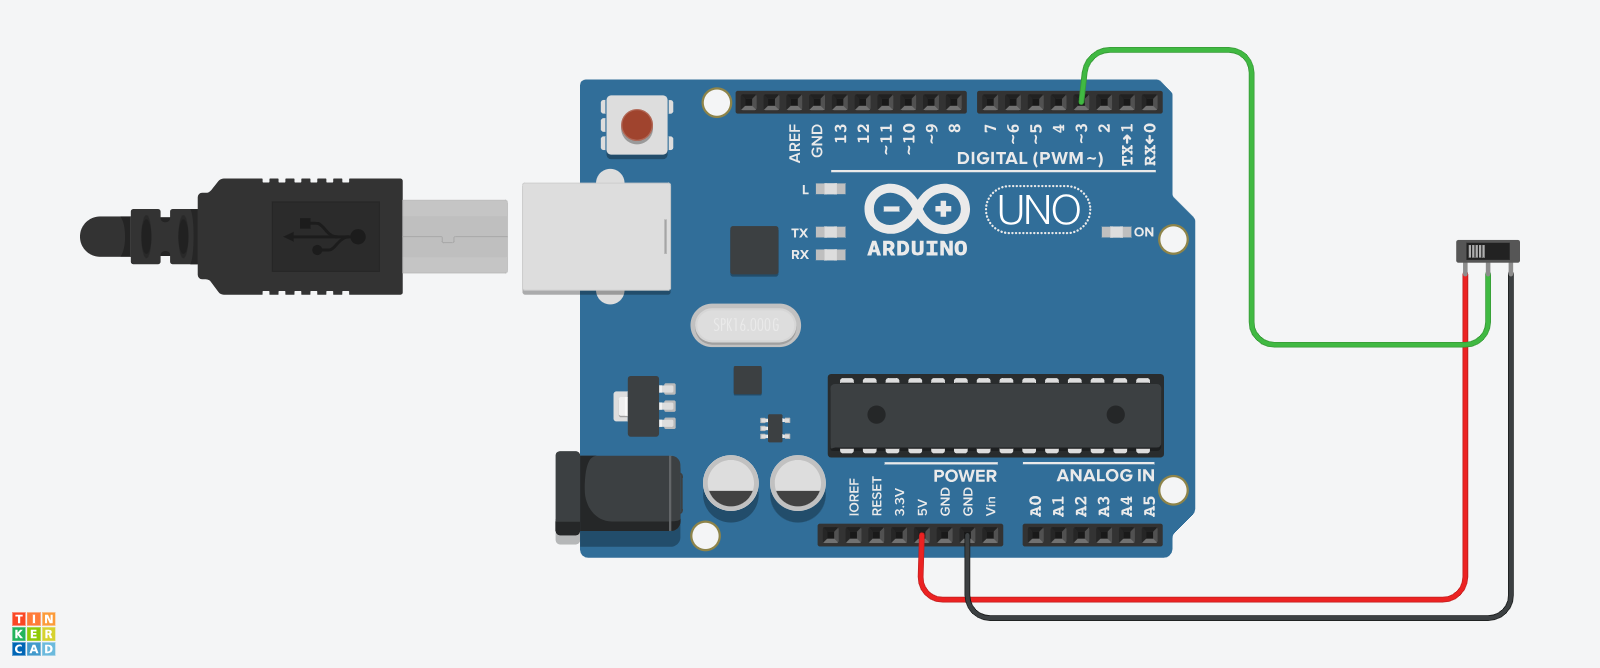 AREF
GND
13
12
~11
~10
~9
8
7
~6
~5
4
~3
2
TX→1
RX←0
DIGITAL (PWM~)
L
TX
RX
ARDUINO
UNO
ON
SPKT6.000G
POWER
ANALOG IN
IOREF
RESET
3.3V
5V
GND
GND
Vin
A0
A1
A2
A3
A4
A5
TIN
KER
CAD